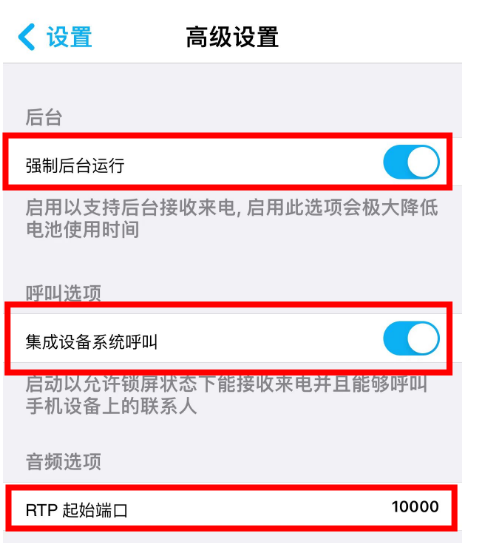 设置 高级设置
后台
强制后台运行
启用以支持后台接收来电, 启用此选项会极大降低
电池使用时间
呼叫选项
集成设备系统呼叫
启动以允许锁屏状态下能接收来电并且能够呼叫
手机设备上的联系人
音频选项
RTP 起始端口 10000